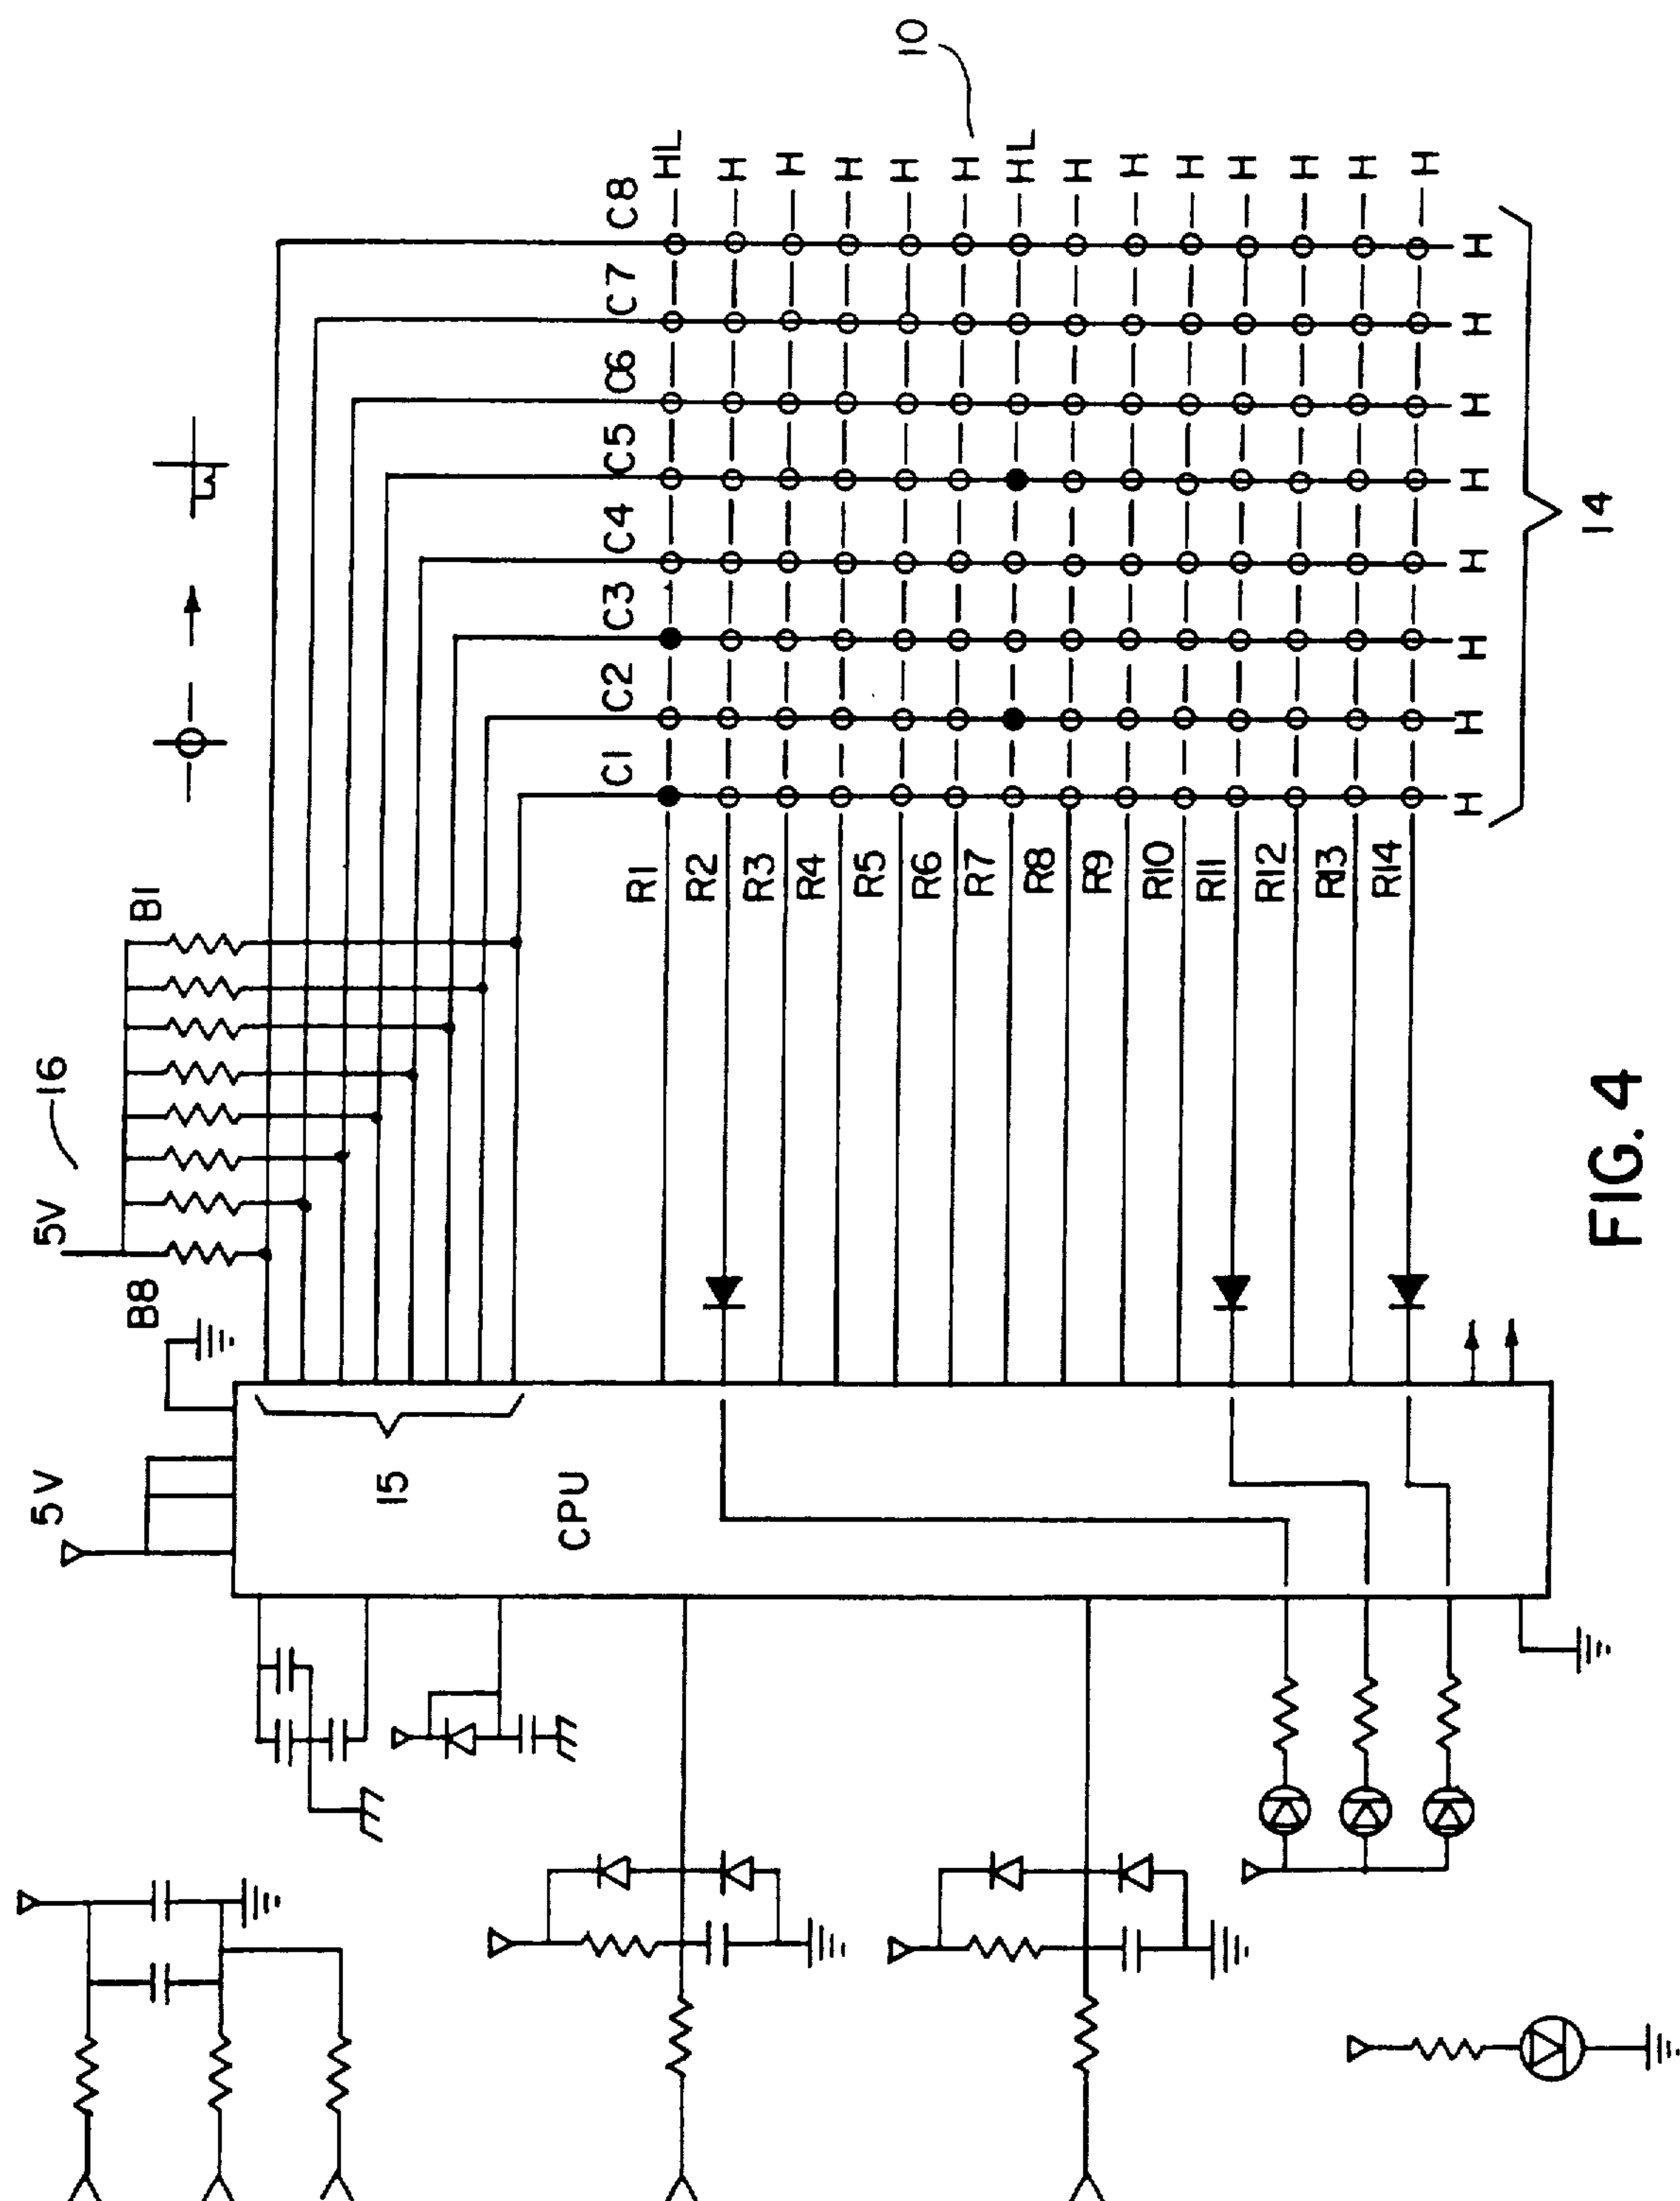 10
5V
16
B1
B8
5V
15
CPU
C1 C2 C3 C4 C5 C6 C7 C8
R1 HL
R2 H
R3 H
R4 H
R5 H
R6 H
R7 HL
R8 H
R9 H
R10 H
R11 H
R12 H
R13 H
R14 H
H H H H H H H H
14
FIG. 4